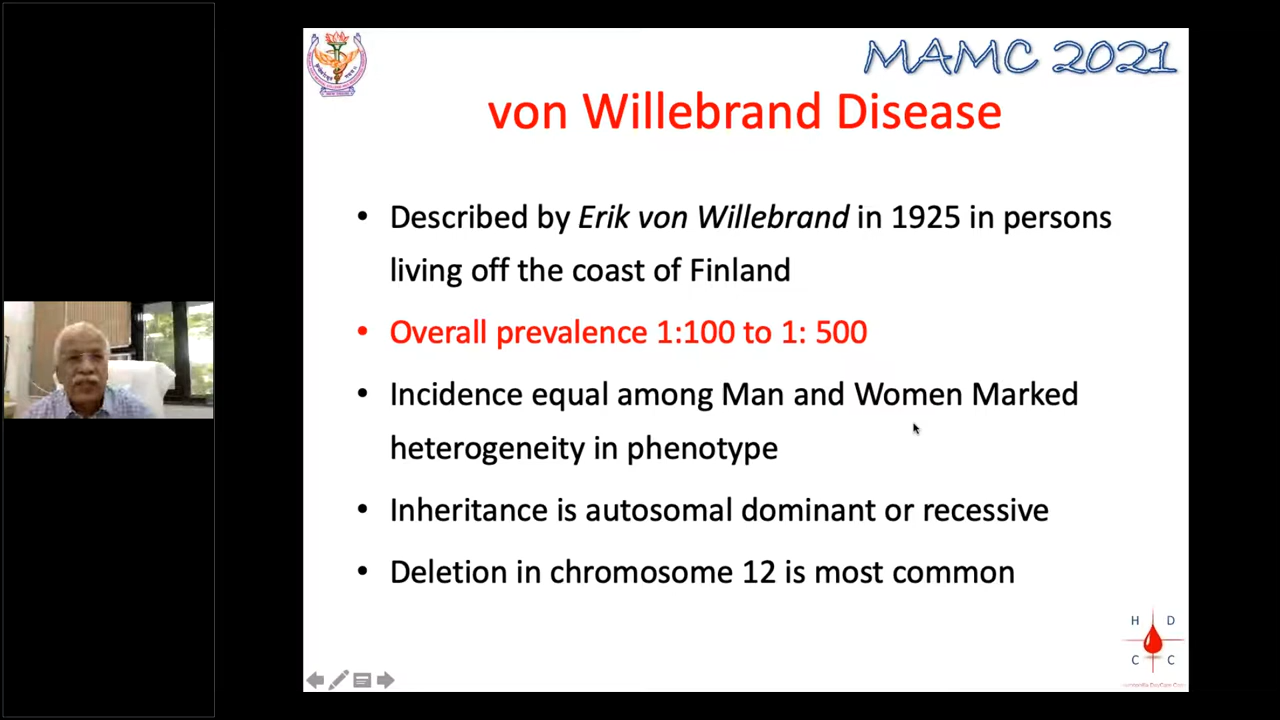 MAMC 2021
von Willebrand Disease
• Described by Erik von Willebrand in 1925 in persons
living off the coast of Finland
• Overall prevalence 1:100 to 1: 500
• Incidence equal among Man and Women Marked
heterogeneity in phenotype
• Inheritance is autosomal dominant or recessive
• Deletion in chromosome 12 is most common
H D
C C